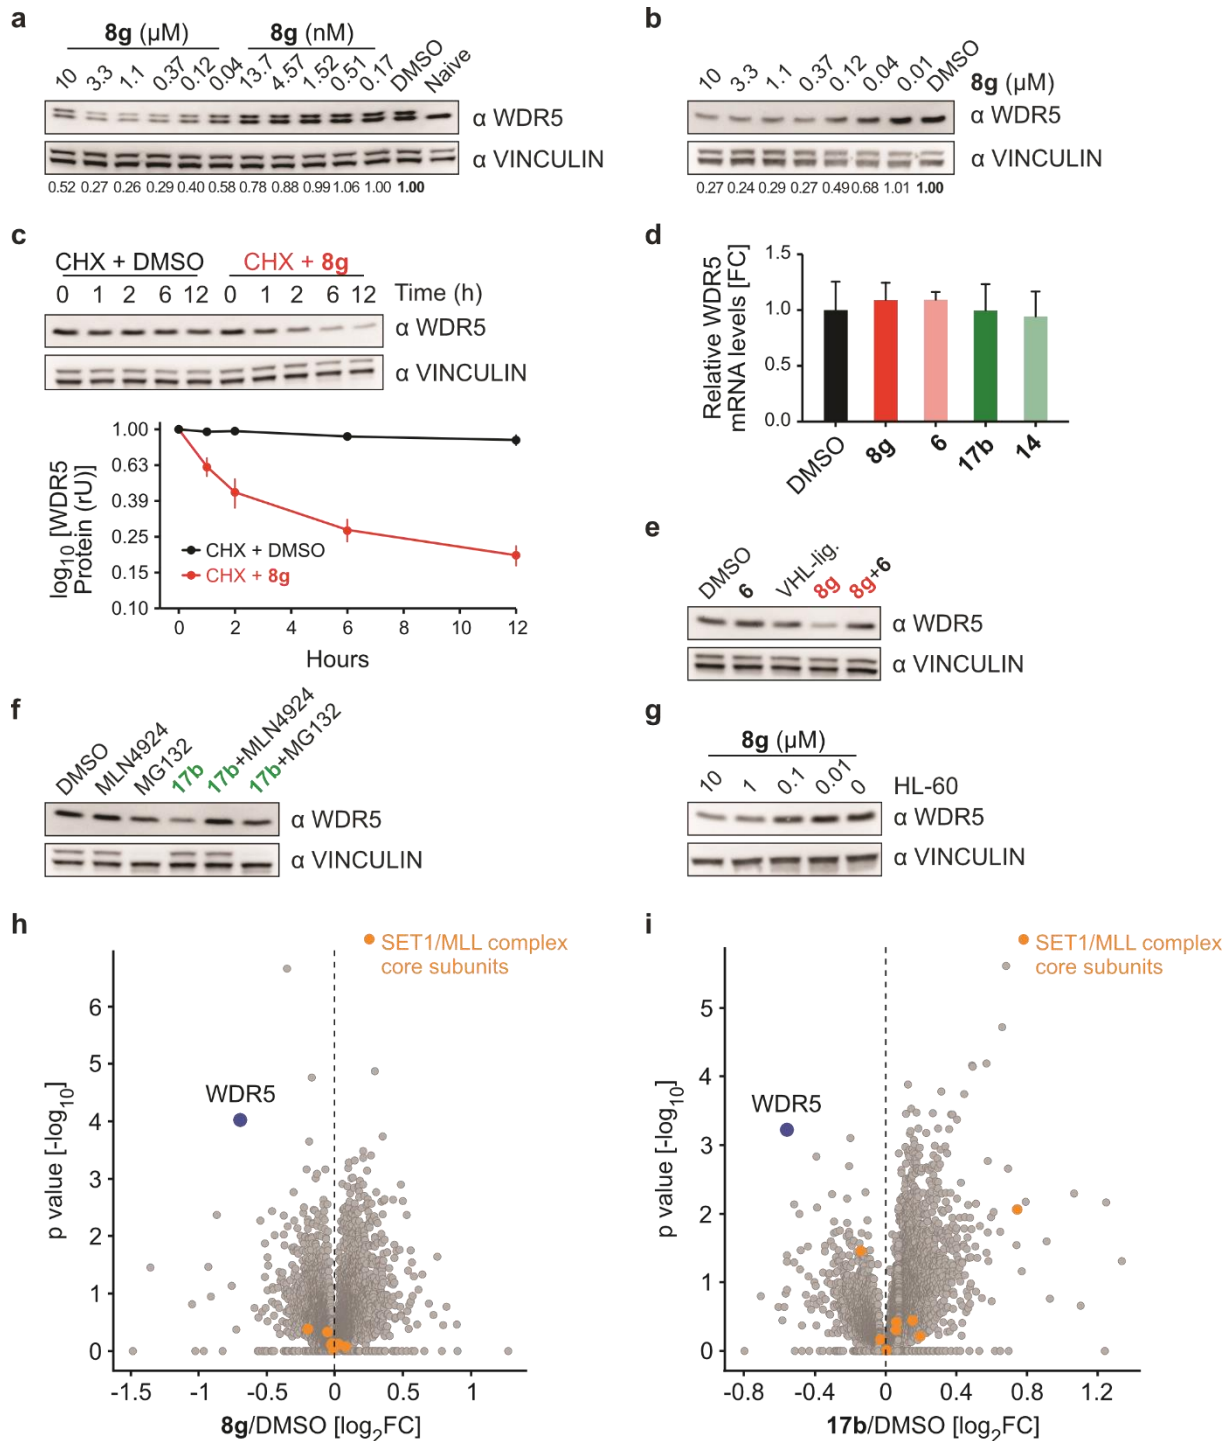 a
8g (µM) 8g (nM)
10 3.3 1.1 0.37 0.12 0.04 13.7 4.57 1.52 0.51 0.17 DMSO Naive
α WDR5
α VINCULIN
0.52 0.27 0.26 0.29 0.40 0.58 0.78 0.88 0.99 1.06 1.00 1.00
b
10 3.3 1.1 0.37 0.12 0.04 0.01 DMSO 8g (µM)
α WDR5
α VINCULIN
0.27 0.24 0.29 0.27 0.49 0.68 1.01 1.00
c
CHX + DMSO CHX + 8g
0 1 2 6 12 0 1 2 6 12 Time (h)
α WDR5
α VINCULIN
log10 [WDR5
Protein (rU)]
1.00
0.63
0.39
0.25
0.15
0.10
CHX + DMSO
CHX + 8g
0 2 4 6 8 10 12
Hours
d
Relative WDR5
mRNA levels [FC]
1.5
1.0
0.5
0.0
DMSO 8g 6 17b 14
e
DMSO 6 VHL-lig. 8g 8g+6
α WDR5
α VINCULIN
f
DMSO MLN4924 MG132 17b 17b+MLN4924 17b+MG132
α WDR5
α VINCULIN
g
8g (µM)
10 1 0.1 0.01 0 HL-60
α WDR5
α VINCULIN
h
SET1/MLL complex
core subunits
WDR5
p value [-log10]
6
5
4
3
2
1
0
-1.5 -1 -0.5 0 0.5 1
8g/DMSO [log2FC]
i
SET1/MLL complex
core subunits
WDR5
p value [-log10]
5
4
3
2
1
0
-0.8 -0.4 0 0.4 0.8 1.2
17b/DMSO [log2FC]